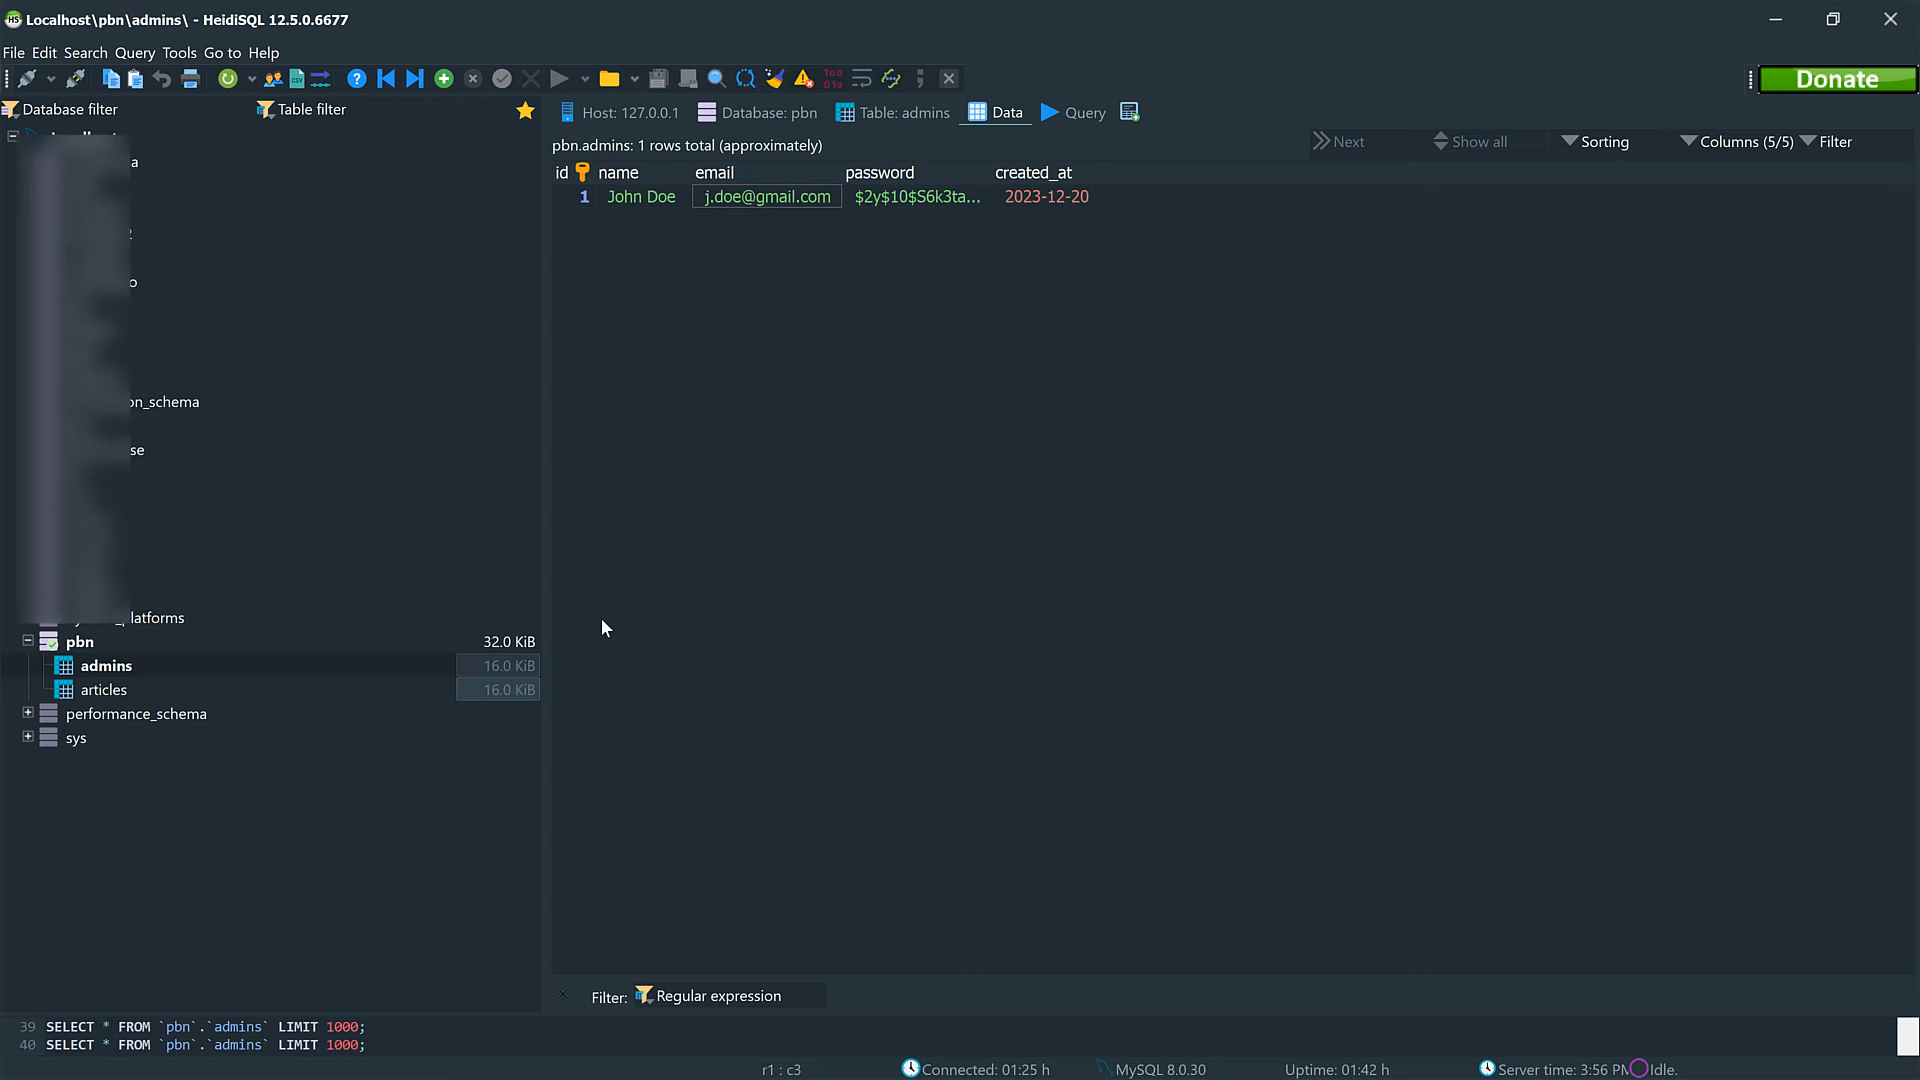 Localhost\pbn\admins\ - HeidiSQL 12.5.0.6677
File Edit Search Query Tools Go to Help
Donate
Database filter
Table filter
Host: 127.0.0.1
Database: pbn
Table: admins
Data
Query
pbn.admins: 1 rows total (approximately)
Next
Show all
Sorting
Columns (5/5)
Filter
id name email password created_at
1 John Doe j.doe@gmail.com $2y$10$S6k3ta... 2023-12-20
pbn 32.0 KiB
admins 16.0 KiB
articles 16.0 KiB
performance_schema
sys
Filter: Regular expression
39 SELECT * FROM `pbn`.`admins` LIMIT 1000;
40 SELECT * FROM `pbn`.`admins` LIMIT 1000;
r1 : c3
Connected: 01:25 h
MySQL 8.0.30
Uptime: 01:42 h
Server time: 3:56 PM
Idle.